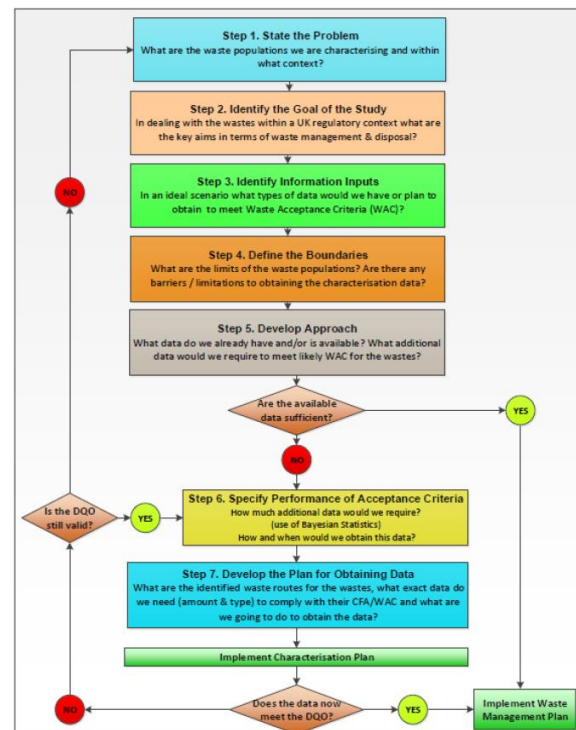 Step 1. State the Problem
What are the waste populations we are characterising and within
what context?
Step 2. Identify the Goal of the Study
In dealing with the wastes within a UK regulatory context what are
the key aims in terms of waste management & disposal?
NO
Step 3. Identify Information Inputs
In an ideal scenario what types of data would we have or plan to
obtain to meet Waste Acceptance Criteria (WAC)?
Step 4. Define the Boundaries
What are the limits of the waste populations? Are there any
barriers / limitations to obtaining the characterisation data?
Step 5. Develop Approach
What data do we already have and/or is available? What additional
data would we require to meet likely WAC for the wastes?
Are the available
data sufficient?
YES
NO
Is the DQO
still valid?
YES
Step 6. Specify Performance of Acceptance Criteria
How much additional data would we require?
(use of Bayesian Statistics)
How and when would we obtain this data?
Step 7. Develop the Plan for Obtaining Data
What are the identified waste routes for the wastes, what exact data do
we need (amount & type) to comply with their CFA/WAC and what are
we going to do to obtain the data?
Implement Characterisation Plan
NO
Does the data now
meet the DQO?
YES
Implement Waste
Management Plan